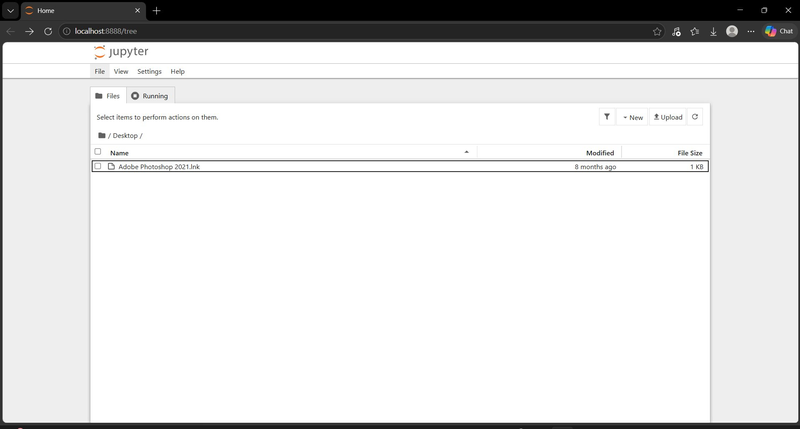 Home
localhost:8888/tree
Chat
jupyter
File View Settings Help
Files Running
Select items to perform actions on them.
New Upload
/ Desktop /
Name Modified File Size
Adobe Photoshop 2021.lnk 8 months ago 1 KB